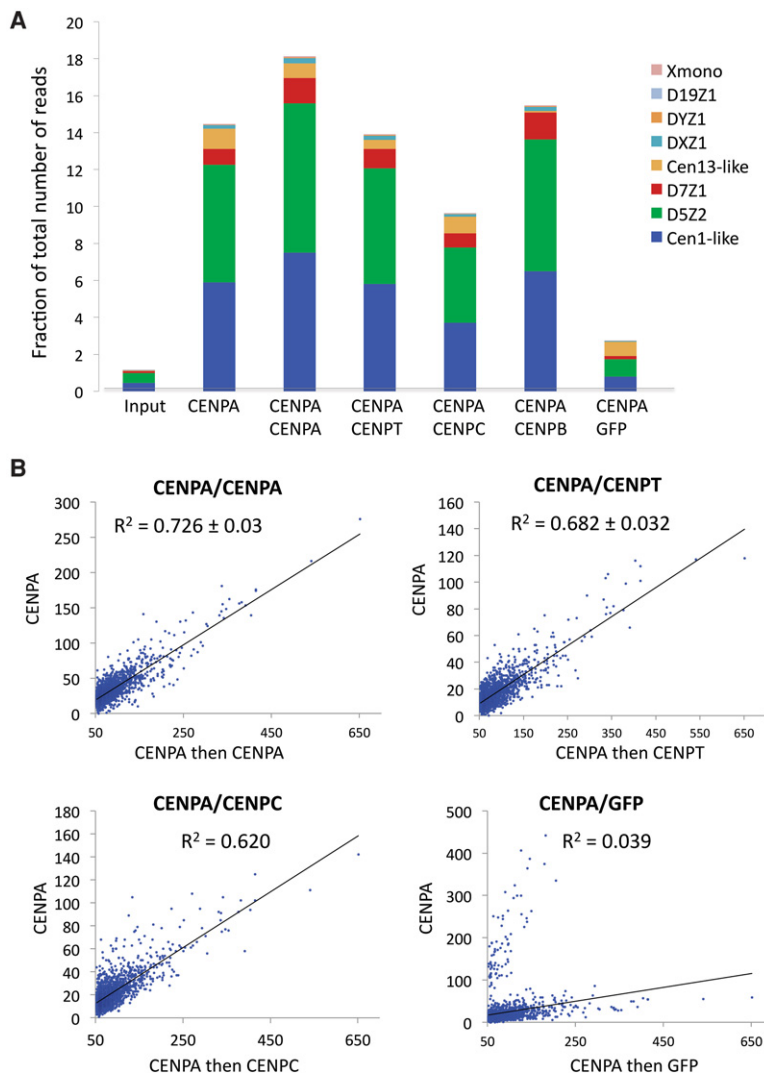 A
Fraction of total number of reads
20
18
16
14
12
10
8
6
4
2
0
Input
CENPA
CENPA
CENPA
CENPA
CENPT
CENPA
CENPC
CENPA
CENPB
CENPA
GFP
Xmono
D19Z1
DYZ1
DXZ1
Cen13-like
D7Z1
D5Z2
Cen1-like
B
CENPA/CENPA
R² = 0.726 ± 0.03
CENPA
300
250
200
150
100
50
0
50 250 450 650
CENPA then CENPA
CENPA/CENPT
R² = 0.682 ± 0.032
CENPA
160
140
120
100
80
60
40
20
0
50 150 250 350 450 550 650
CENPA then CENPT
CENPA/CENPC
R² = 0.620
CENPA
180
160
140
120
100
80
60
40
20
0
50 250 450 650
CENPA then CENPC
CENPA/GFP
R² = 0.039
CENPA
500
400
300
200
100
0
50 250 450 650
CENPA then GFP